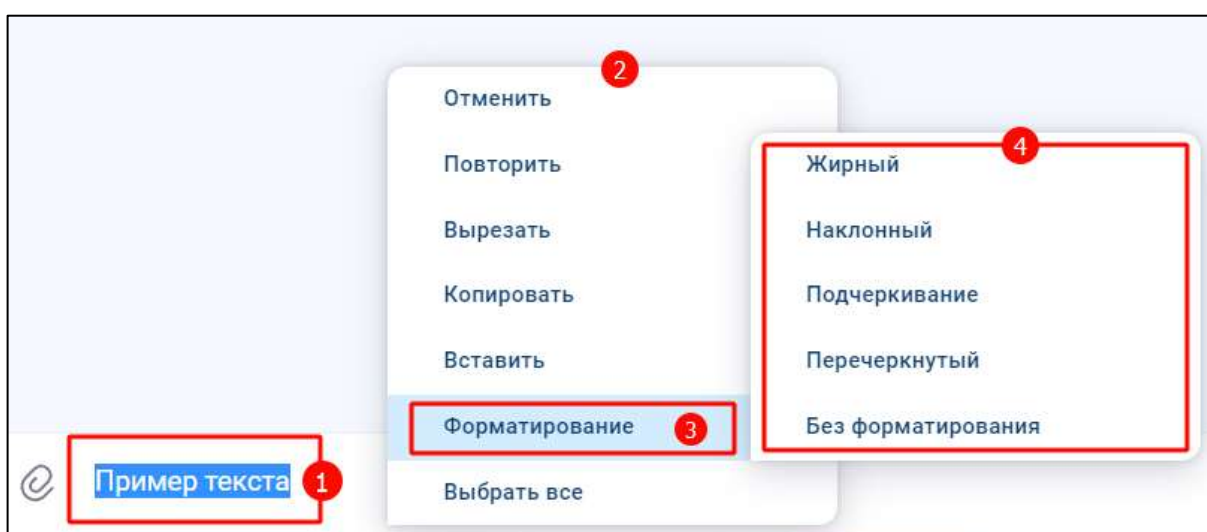 2
Отменить
Повторить
Вырезать
Копировать
Вставить
Форматирование 3
Выбрать все
4
Жирный
Наклонный
Подчеркивание
Перечеркнутый
Без форматирования
Пример текста 1